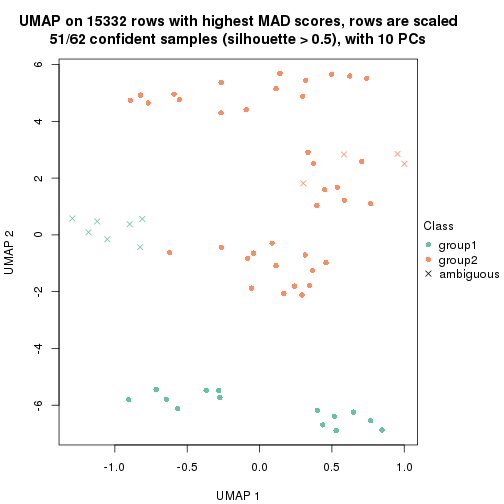 UMAP on 15332 rows with highest MAD scores, rows are scaled
51/62 confident samples (silhouette > 0.5), with 10 PCs
6
4
2
0
-2
-4
-6
UMAP 2
-1.0
-0.5
0.0
0.5
1.0
UMAP 1
Class
group1
group2
ambiguous